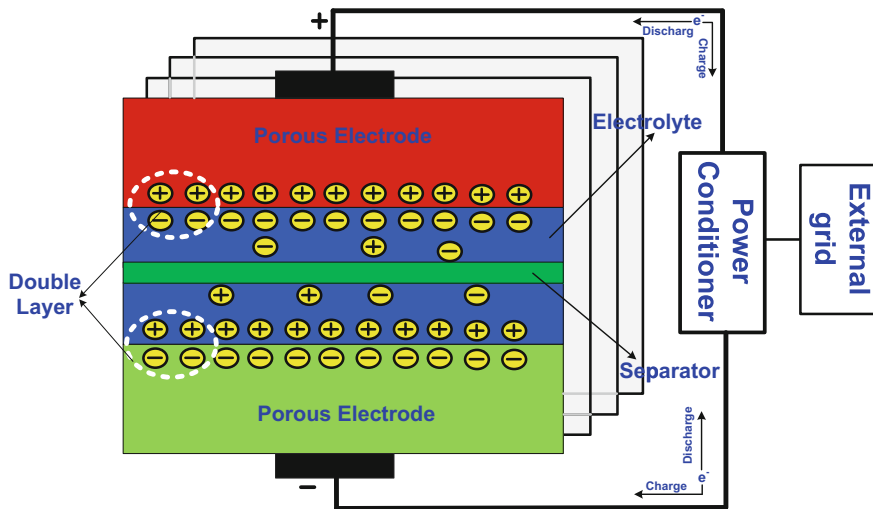 +
e-
Discharg
Charge
Porous Electrode
Electrolyte
+ + + + + + + + + + +
− − − − − − − − − − −
− + −
Double
Layer
+ + − −
+ + + + + + + + + + +
− − − − − − − − − − −
Separator
Porous Electrode
Power
Conditioner
External
grid
Discharge
Charge
e-
−